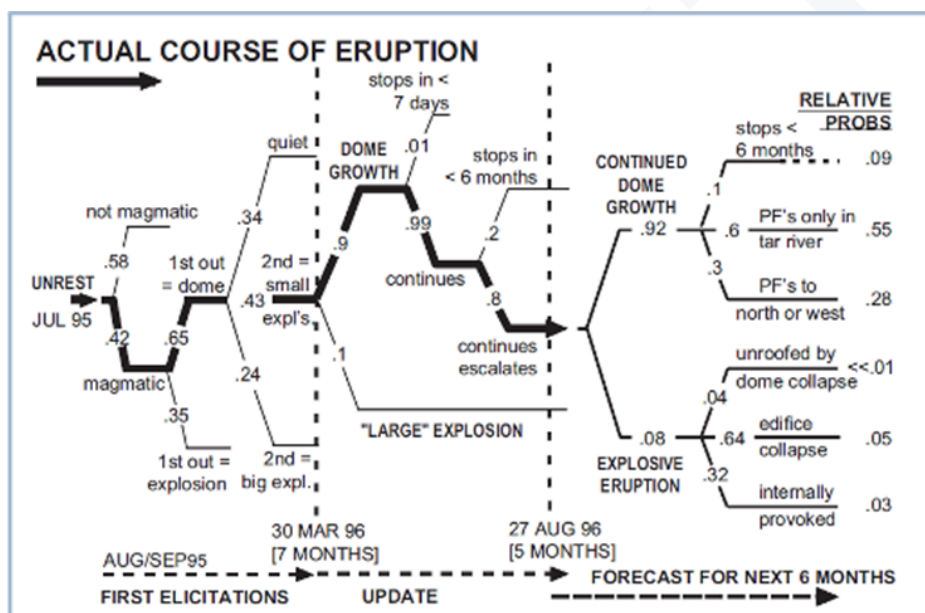 ACTUAL COURSE OF ERUPTION
stops in <
7 days
RELATIVE
PROBS
quiet
DOME
GROWTH
.01
stops in
< 6 months
CONTINUED
DOME
GROWTH
stops <
6 months
.09
not magmatic
.34
.9
.99
.2
.1
.92
.6
PF's only in
tar river
.55
.58
1st out
= dome
2nd =
small
expl's.
UNREST
JUL 95
.43
continues
.3
PF's to
north or west
.28
.42
.65
.8
magmatic
.24
.1
continues
escalates
unroofed by
dome collapse
<<.01
.35
.04
"LARGE" EXPLOSION
.08
.64
edifice
collapse
.05
1st out =
explosion
2nd =
big expl.
EXPLOSIVE
ERUPTION
.32
internally
provoked
.03
30 MAR 96
[7 MONTHS]
27 AUG 96
[5 MONTHS]
AUG/SEP95
FIRST ELICITATIONS
UPDATE
FORECAST FOR NEXT 6 MONTHS